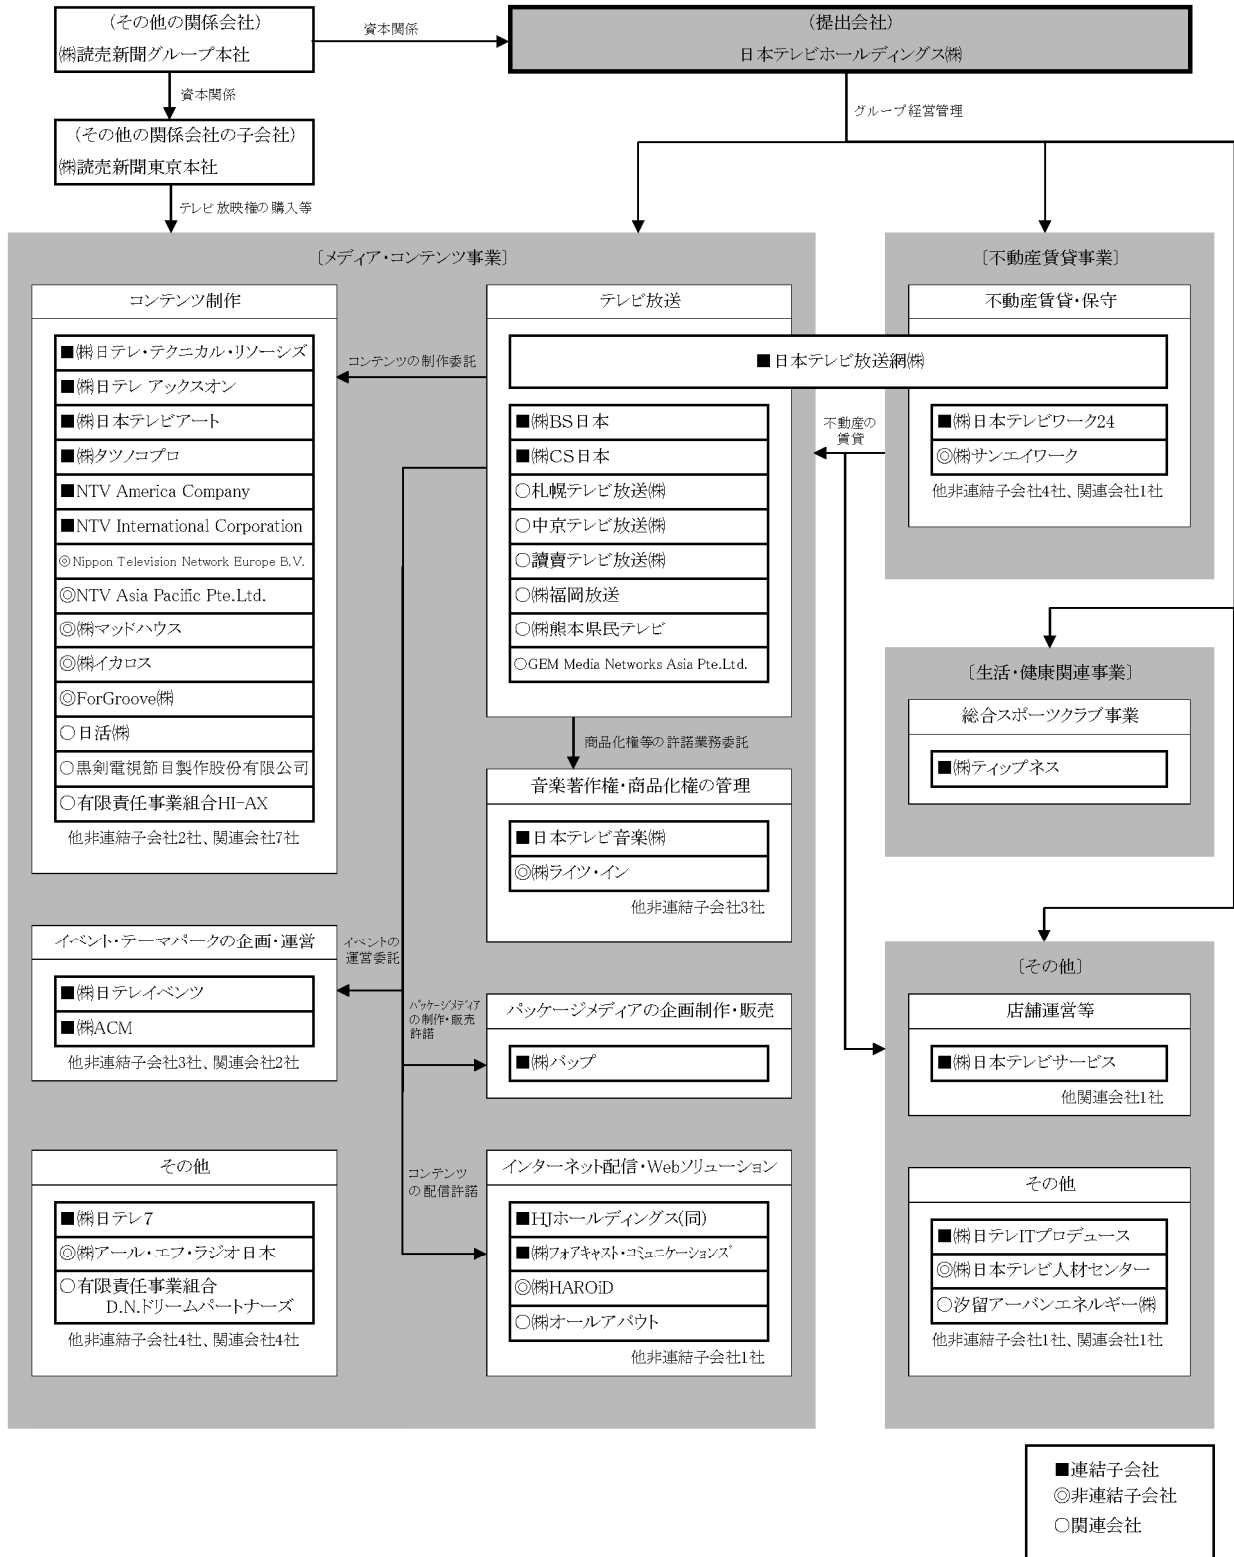 (その他の関係会社)
㈱読売新聞グループ本社
資本関係
(提出会社)
日本テレビホールディングス㈱
資本関係
グループ経営管理
(その他の関係会社の子会社)
㈱読売新聞東京本社
テレビ放映権の購入等
〔メディア・コンテンツ事業〕
コンテンツ制作
■㈱日テレ・テクニカル・リソーシズ
■㈱日テレ アックスオン
■㈱日本テレビアート
■㈱タツノコプロ
■NTV America Company
■NTV International Corporation
◎Nippon Television Network Europe B.V.
◎NTV Asia Pacific Pte.Ltd.
◎㈱マッドハウス
◎㈱イカロス
◎ForGroove㈱
○日活㈱
○黒剣電視節目製作股份有限公司
○有限責任事業組合HI-AX
他非連結子会社2社、関連会社7社
コンテンツの制作委託
テレビ放送
■日本テレビ放送網㈱
■㈱BS日本
■㈱CS日本
○札幌テレビ放送㈱
○中京テレビ放送㈱
○讀賣テレビ放送㈱
○㈱福岡放送
○㈱熊本県民テレビ
○GEM Media Networks Asia Pte.Ltd.
商品化権等の許諾業務委託
音楽著作権・商品化権の管理
■日本テレビ音楽㈱
◎㈱ライツ・イン
他非連結子会社3社
イベント・テーマパークの企画・運営
■㈱日テレイベンツ
■㈱ACM
他非連結子会社3社、関連会社2社
イベントの
運営委託
パッケージメディア
の制作・販売
許諾
パッケージメディアの企画制作・販売
■㈱バップ
その他
■㈱日テレ7
◎㈱アール・エフ・ラジオ日本
○有限責任事業組合
D.N.ドリームパートナーズ
他非連結子会社4社、関連会社4社
コンテンツ
の配信許諾
インターネット配信・Webソリューション
■HJホールディングス(同)
■㈱フォアキャスト・コミュニケーションズ
◎㈱HAROiD
○㈱オールアバウト
他非連結子会社1社
〔不動産賃貸事業〕
不動産賃貸・保守
■㈱日本テレビワーク24
◎㈱サンエイワーク
他非連結子会社4社、関連会社1社
不動産の
賃貸
〔生活・健康関連事業〕
総合スポーツクラブ事業
■㈱ティップネス
〔その他〕
店舗運営等
■㈱日本テレビサービス
他関連会社1社
その他
■㈱日テレITプロデュース
◎㈱日本テレビ人材センター
○汐留アーバンエネルギー㈱
他非連結子会社1社、関連会社1社
■連結子会社
◎非連結子会社
○関連会社